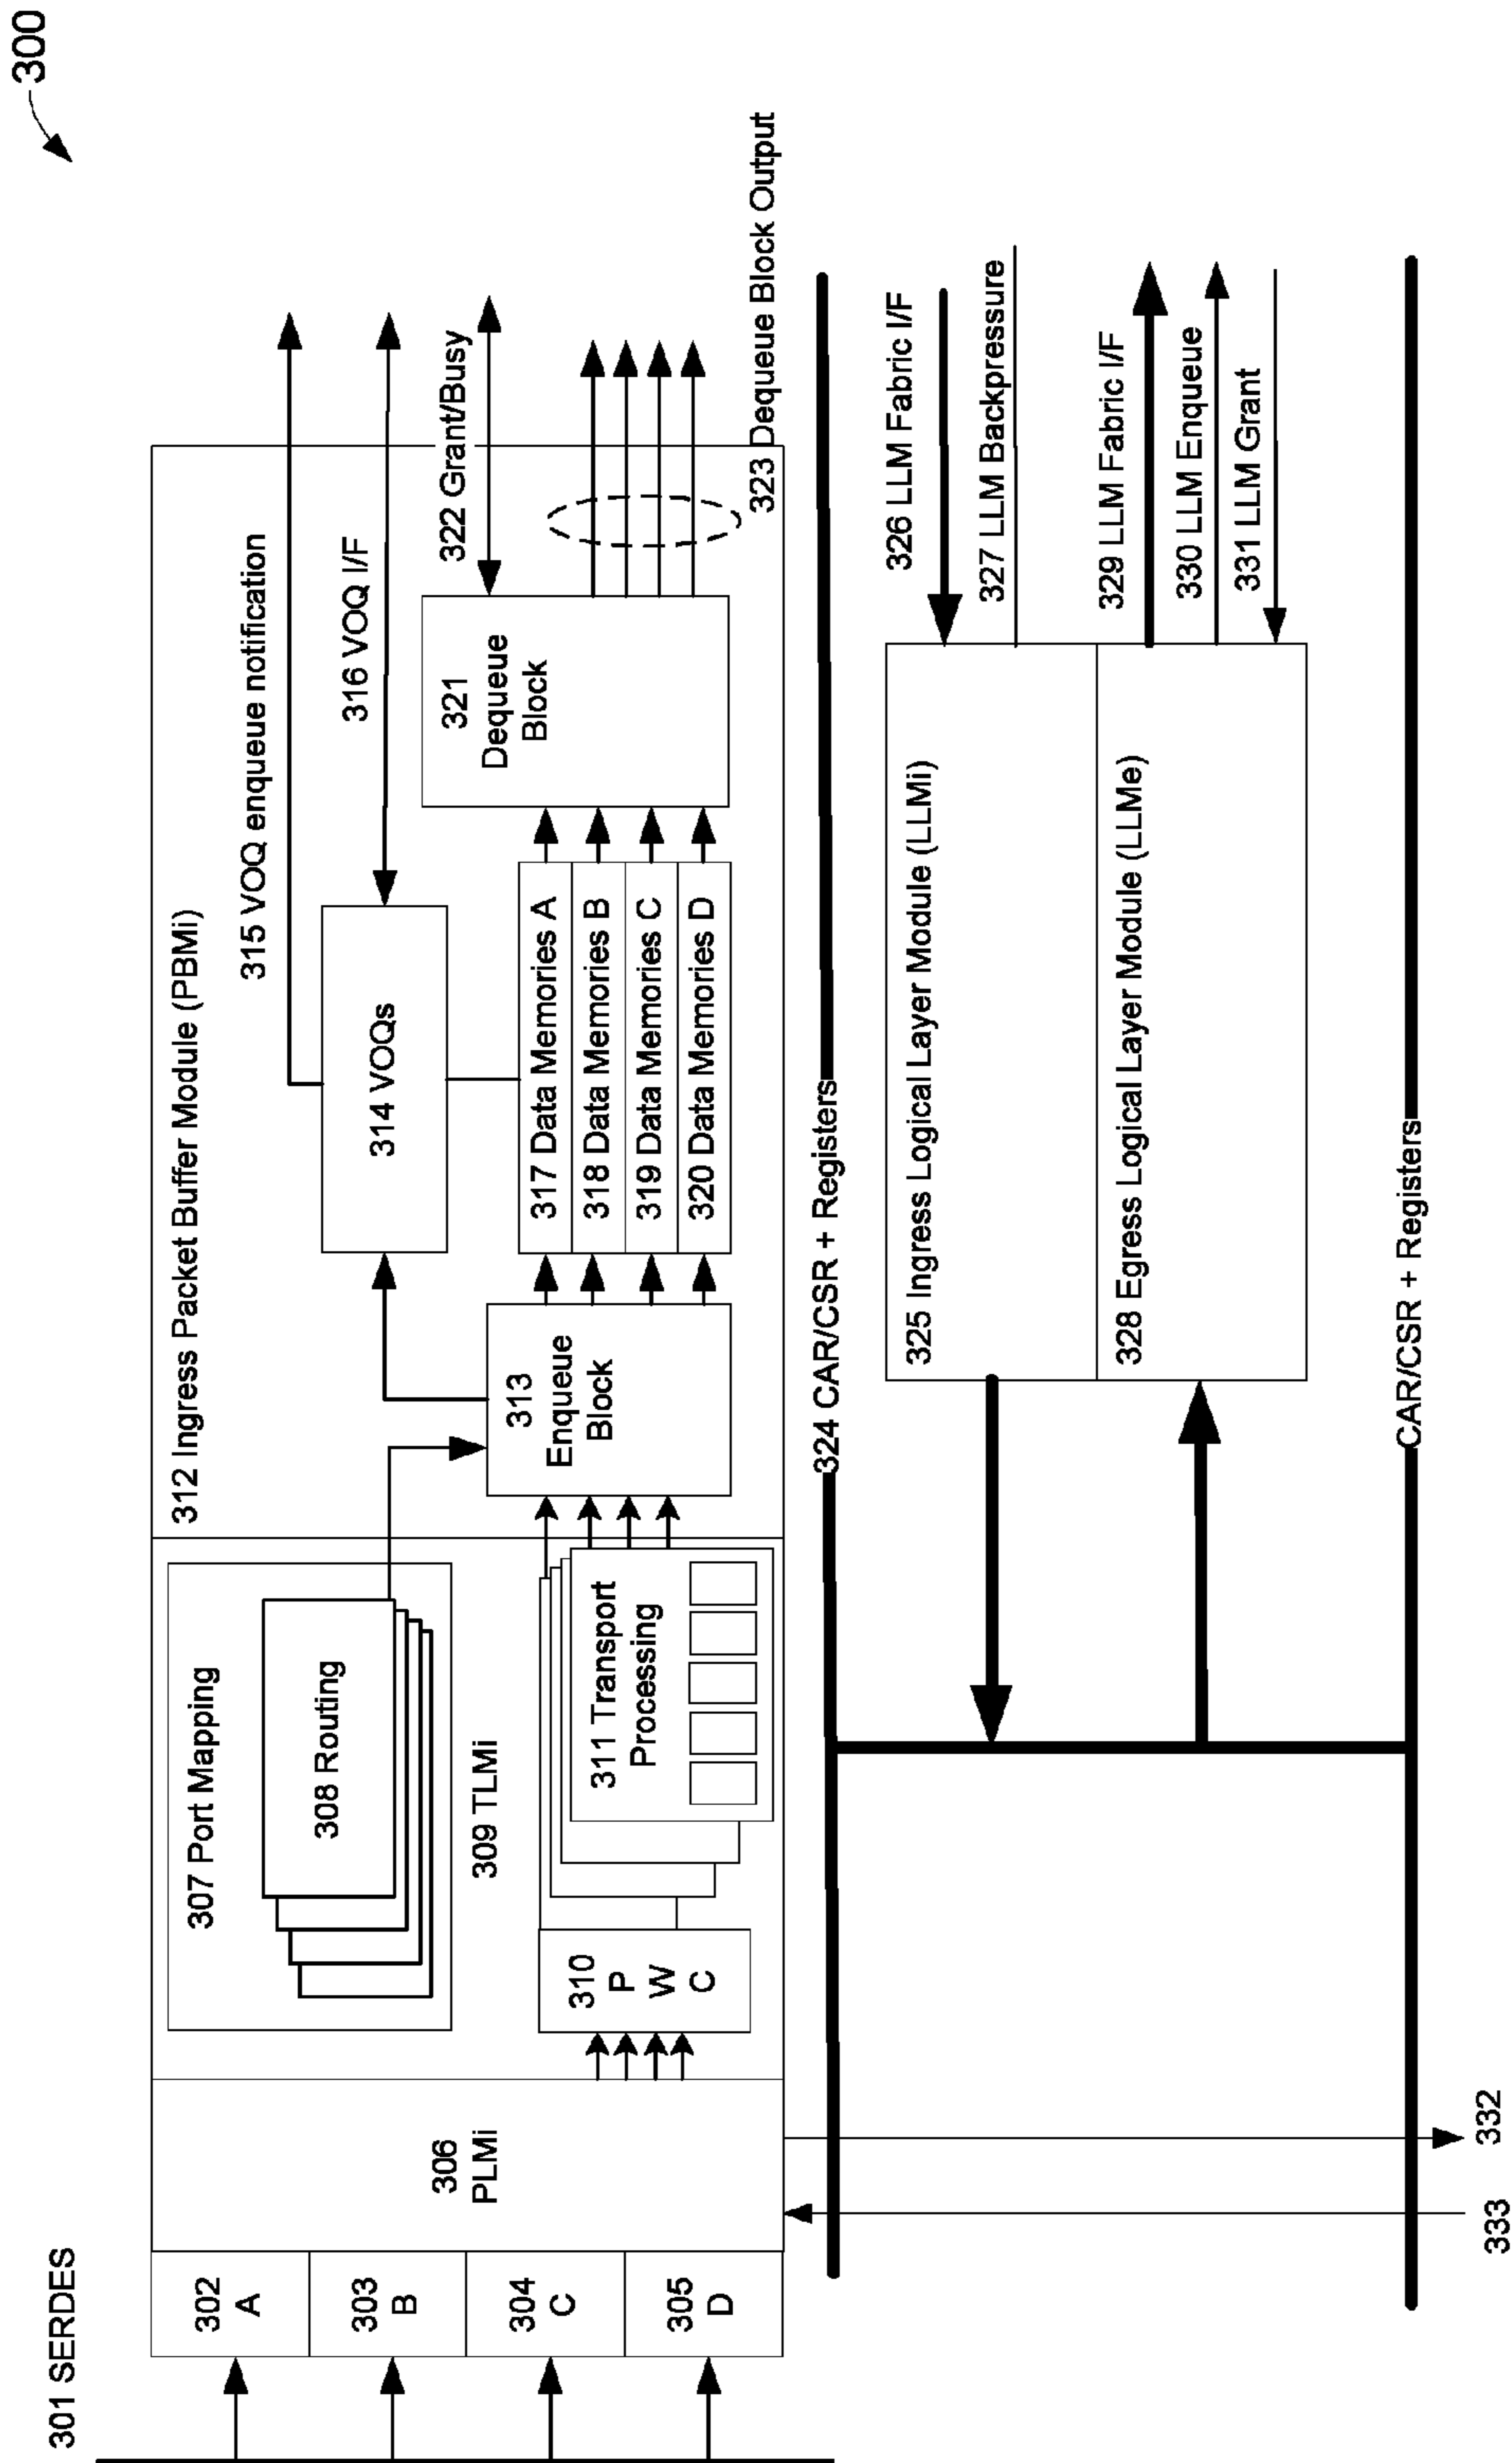 300
301 SERDES
302
A
303
B
304
C
305
D
306
PLMi
307 Port Mapping
308 Routing
309 TLMi
310
P
W
C
311 Transport
Processing
312 Ingress Packet Buffer Module (PBMi)
313
Enqueue
Block
314 VOQs
315 VOQ enqueue notification
316 VOQ I/F
317 Data Memories A
318 Data Memories B
319 Data Memories C
320 Data Memories D
321
Dequeue
Block
322 Grant/Busy
323 Dequeue Block Output
324 CAR/CSR + Registers
325 Ingress Logical Layer Module (LLMi)
326 LLM Fabric I/F
327 LLM Backpressure
328 Egress Logical Layer Module (LLMe)
329 LLM Fabric I/F
330 LLM Enqueue
331 LLM Grant
CAR/CSR + Registers
333
332